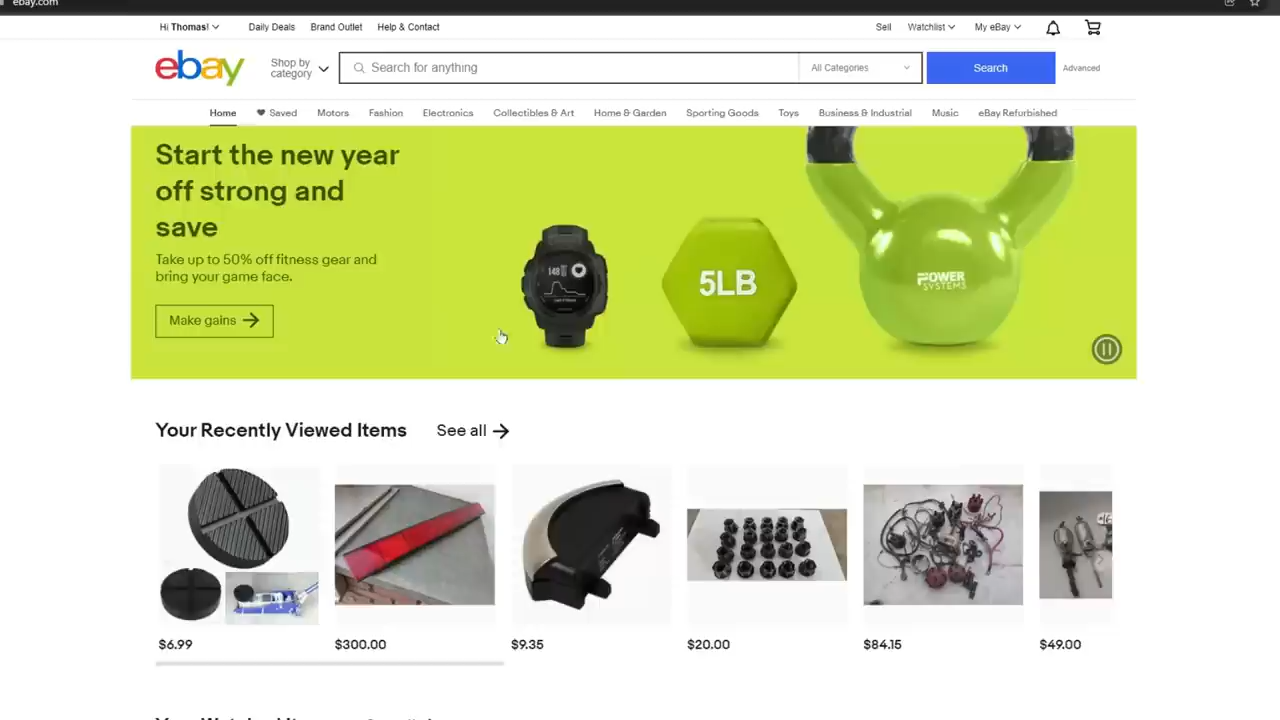 ebay.com
Hi Thomas!
Daily Deals
Brand Outlet
Help & Contact
Sell
Watchlist
My eBay
ebay
Shop by
category
Search for anything
All Categories
Search
Advanced
Home
Saved
Motors
Fashion
Electronics
Collectibles & Art
Home & Garden
Sporting Goods
Toys
Business & Industrial
Music
eBay Refurbished
Start the new year
off strong and
save
Take up to 50% off fitness gear and
bring your game face.
Make gains
148
5LB
POWER
SYSTEMS
Your Recently Viewed Items
See all
$6.99
$300.00
$9.35
$20.00
$84.15
$49.00